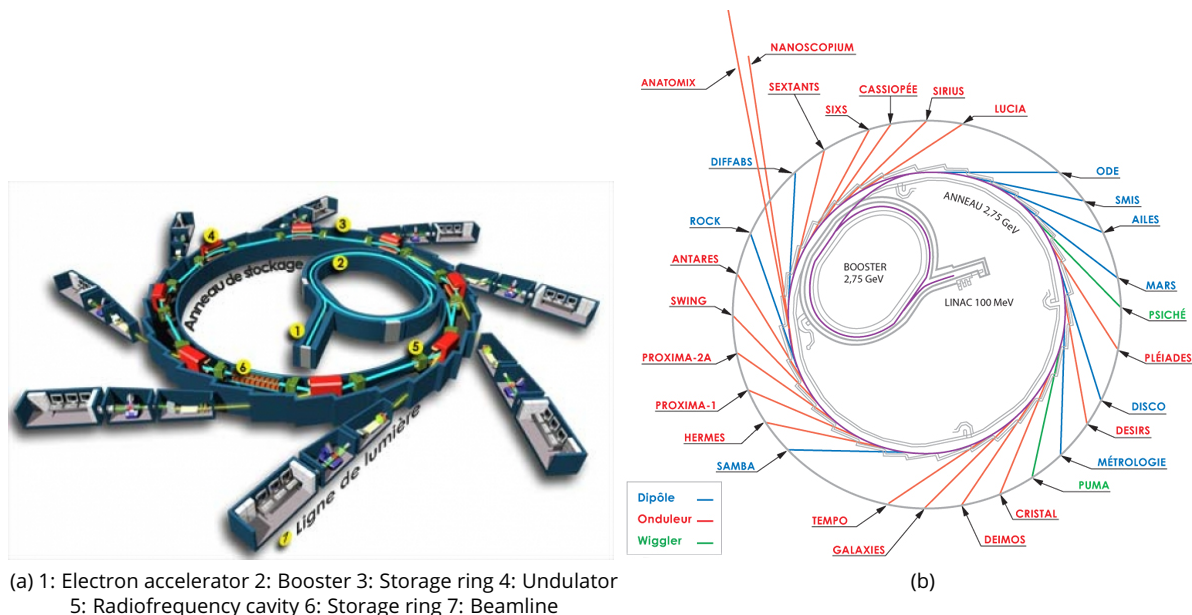 4
3
2
Anneau de stockage
1
5
6
Ligne de lumière
7
(a) 1: Electron accelerator 2: Booster 3: Storage ring 4: Undulator
5: Radiofrequency cavity 6: Storage ring 7: Beamline
NANOSCOPIUM
ANATOMIX
SEXTANTS
CASSIOPÉE
SIRIUS
SIXS
LUCIA
DIFFABS
ODE
SMIS
AILES
ROCK
ANNEAU 2,75 GeV
ANTARES
BOOSTER
2,75 GeV
MARS
SWING
LINAC 100 MeV
PSICHÉ
PROXIMA-2A
PLÉIADES
PROXIMA-1
DISCO
HERMES
DESIRS
SAMBA
MÉTROLOGIE
PUMA
Dipôle
Onduleur
Wiggler
TEMPO
CRISTAL
GALAXIES
DEIMOS
(b)